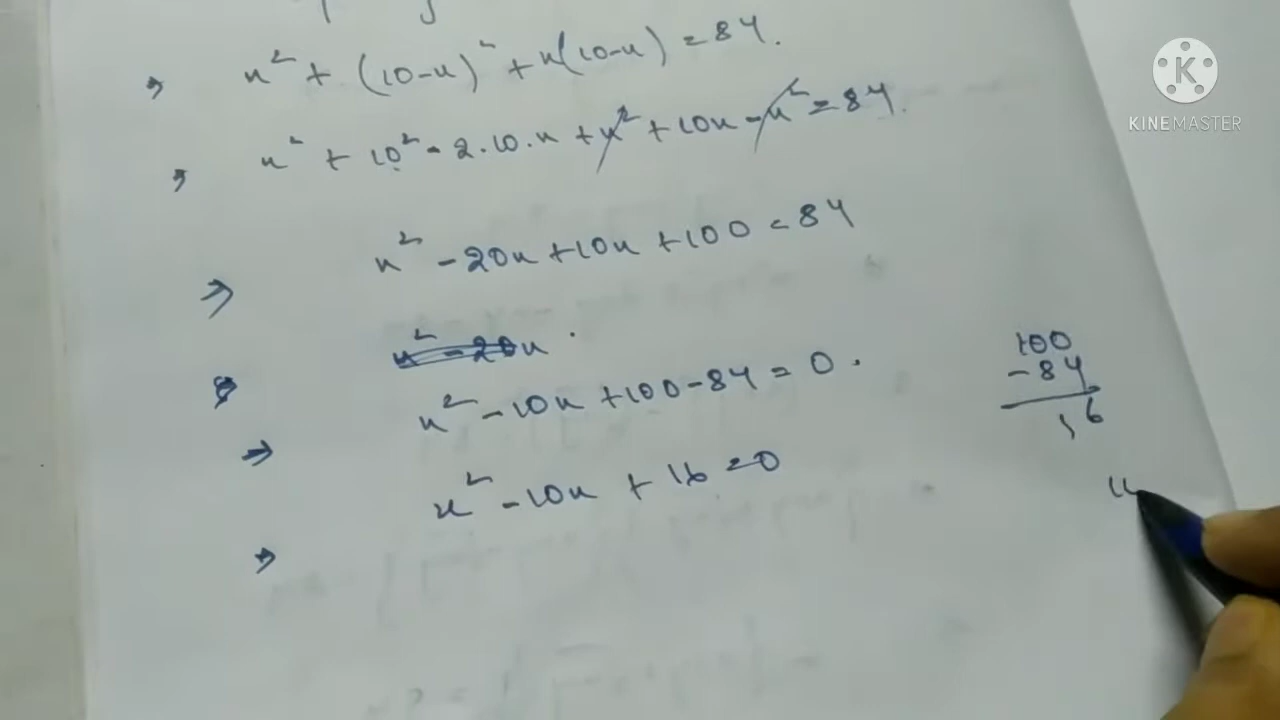 ⇒ x² + (10-x)² + x(10-x) = 84.
⇒ x² + 10² - 2.10.x + x² + 10x - x² = 84.
⇒ x² - 20x + 10x + 100 = 84
x² - 20x
⇒ x² - 10x + 100 - 84 = 0.
⇒ x² - 10x + 16 = 0
⇒
100
- 84
16
K
KINEMASTER